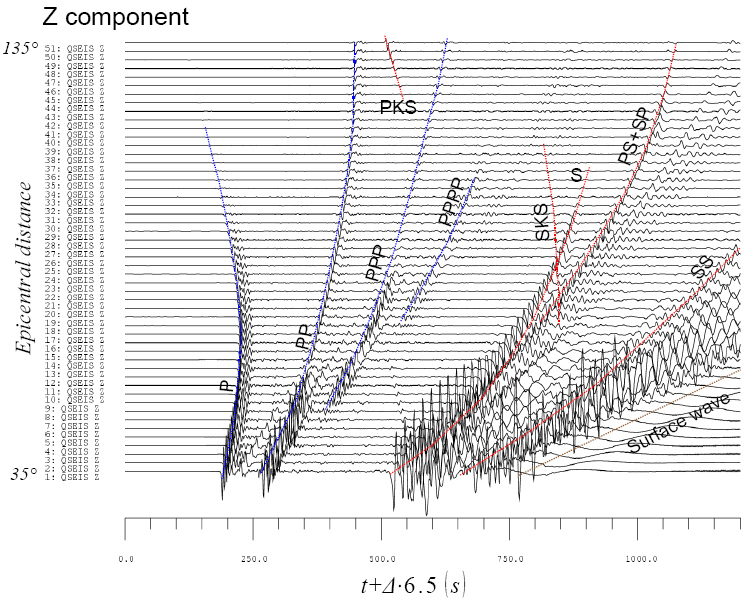 Z component
135°
51: QSEIS Z
50: QSEIS Z
49: QSEIS Z
48: QSEIS Z
47: QSEIS Z
46: QSEIS Z
45: QSEIS Z
44: QSEIS Z
43: QSEIS Z
42: QSEIS Z
41: QSEIS Z
40: QSEIS Z
39: QSEIS Z
38: QSEIS Z
37: QSEIS Z
36: QSEIS Z
35: QSEIS Z
34: QSEIS Z
33: QSEIS Z
32: QSEIS Z
31: QSEIS Z
30: QSEIS Z
29: QSEIS Z
28: QSEIS Z
27: QSEIS Z
26: QSEIS Z
25: QSEIS Z
24: QSEIS Z
23: QSEIS Z
22: QSEIS Z
21: QSEIS Z
20: QSEIS Z
19: QSEIS Z
18: QSEIS Z
17: QSEIS Z
16: QSEIS Z
15: QSEIS Z
14: QSEIS Z
13: QSEIS Z
12: QSEIS Z
11: QSEIS Z
10: QSEIS Z
9: QSEIS Z
8: QSEIS Z
7: QSEIS Z
6: QSEIS Z
5: QSEIS Z
4: QSEIS Z
3: QSEIS Z
2: QSEIS Z
1: QSEIS Z
35°
Epicentral distance
P
PP
PPP
PPPP
PKS
SKS
S
PS+SP
SS
Surface wave
0.0 250.0 500.0 750.0 1000.0
t+Δ·6.5 (s)